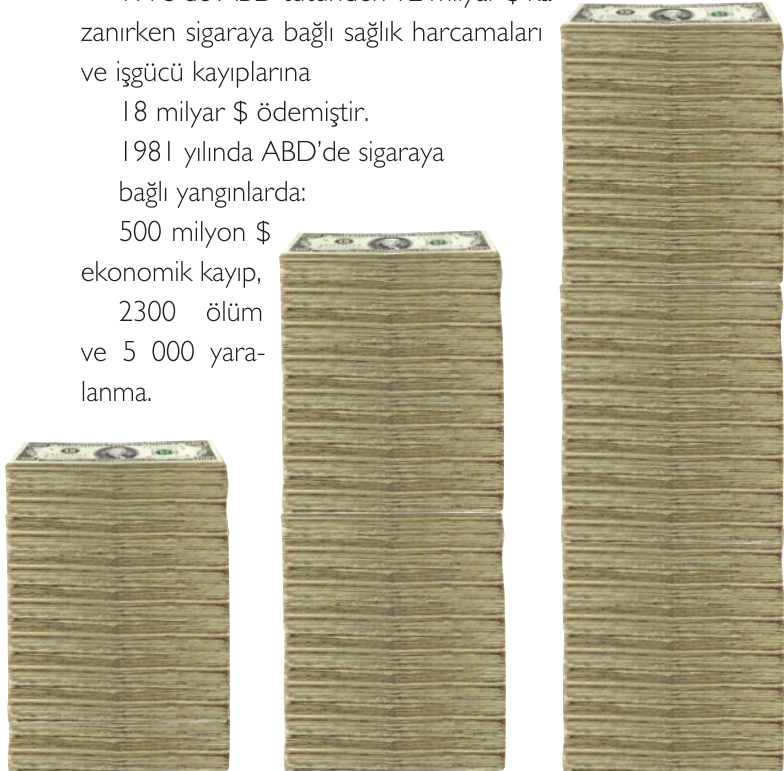 zanırken sigaraya bağlı sağlık harcamaları
ve işgücü kayıplarına
18 milyar $ ödemiştir.
1981 yılında ABD’de sigaraya
bağlı yangınlarda:
500 milyon $
ekonomik kayıp,
2300 ölüm
ve 5 000 yara-
lanma.